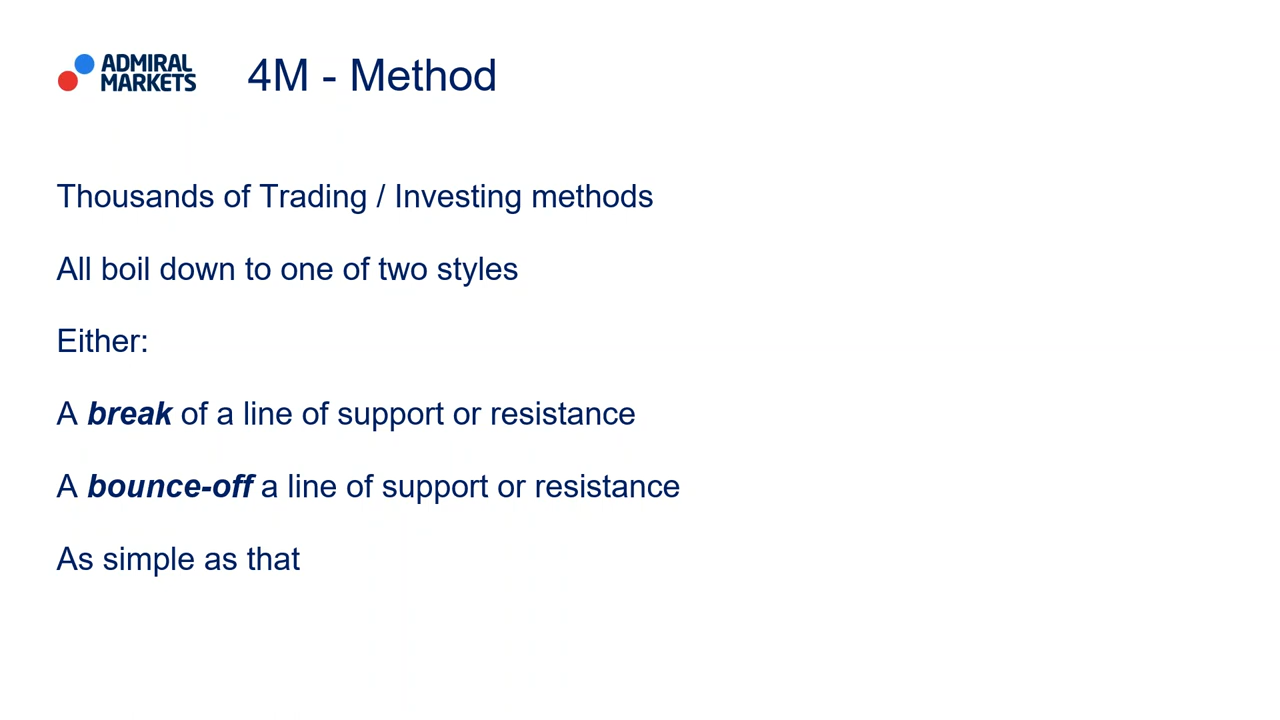 ADMIRAL
MARKETS
4M - Method
Thousands of Trading / Investing methods
All boil down to one of two styles
Either:
A break of a line of support or resistance
A bounce-off a line of support or resistance
As simple as that